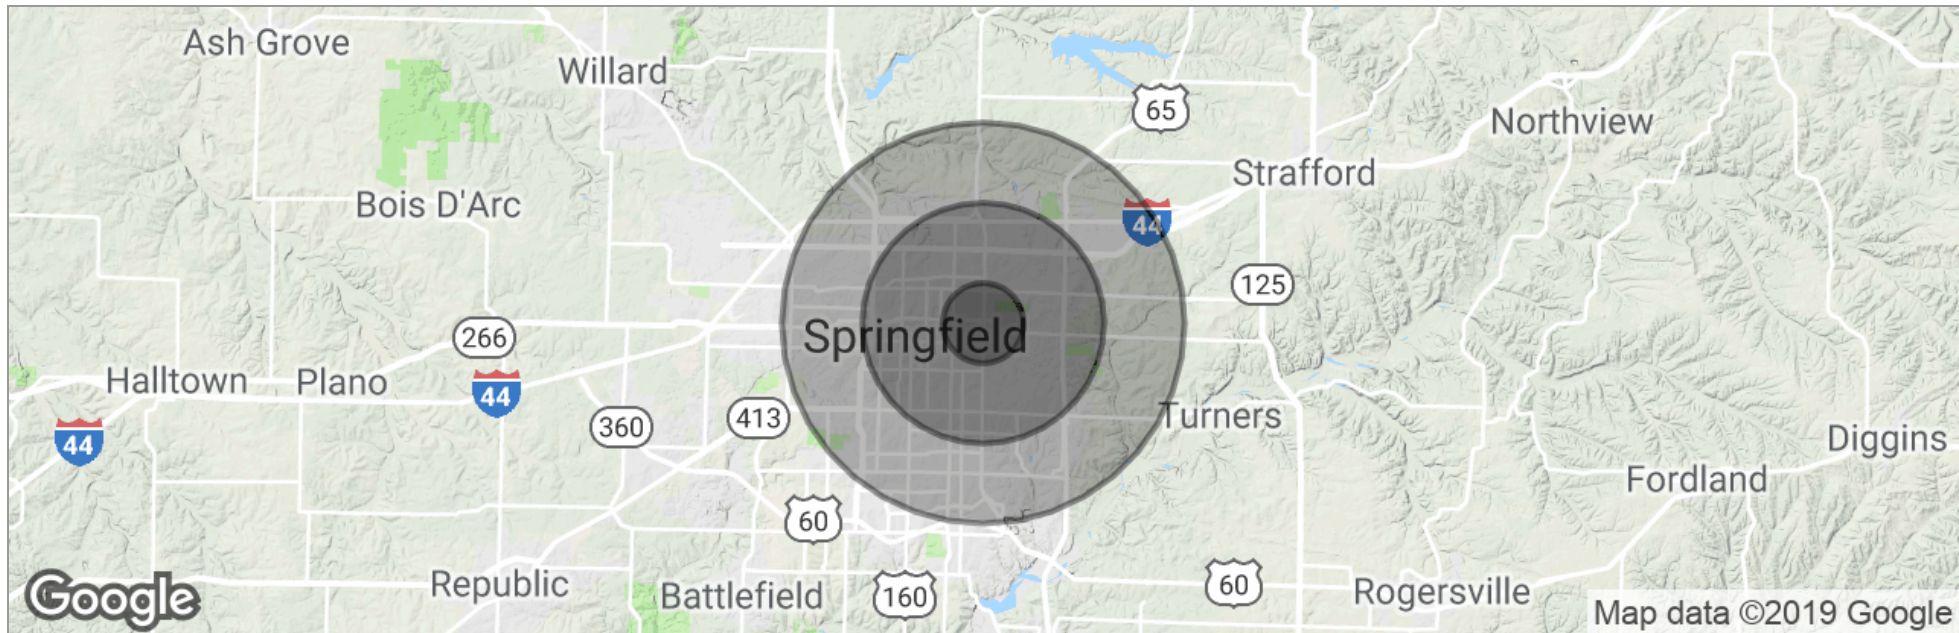 Ash Grove
Willard
65
Northview
Strafford
Bois D'Arc
44
125
266
Springfield
Halltown
Plano
44
413
360
Turners
44
Diggins
Fordland
60
Republic
Battlefield
160
60
Rogersville
Google
Map data ©2019 Google